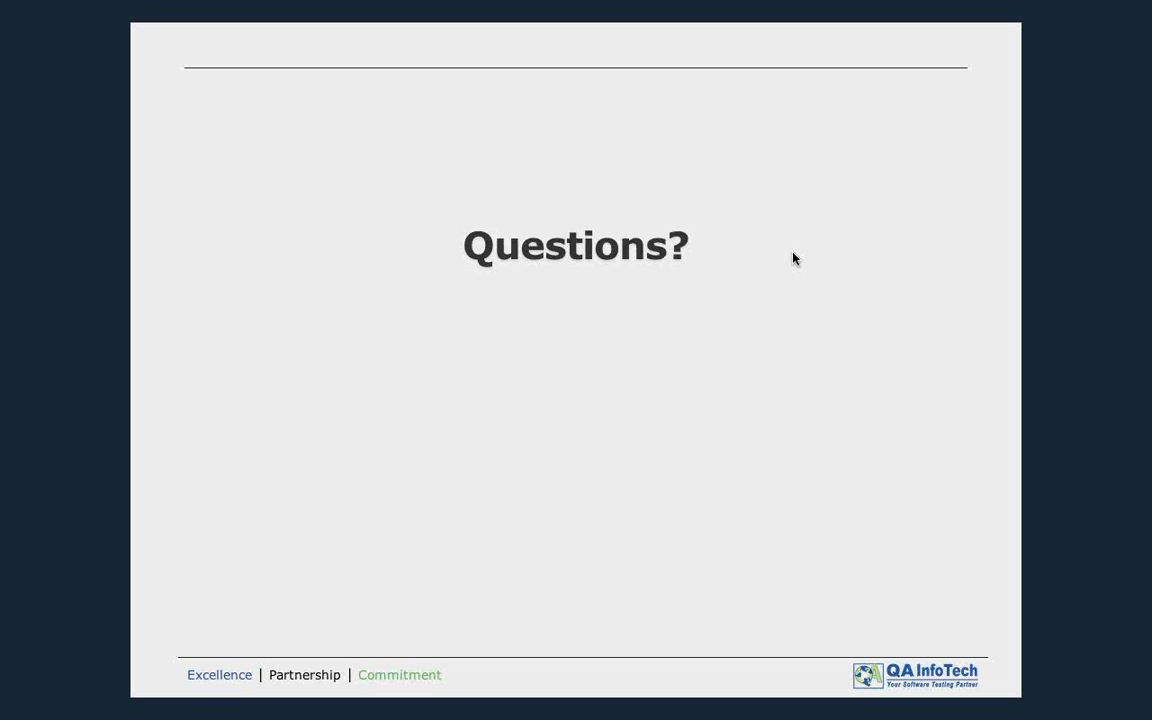 Questions?
Excellence | Partnership | Commitment
QA InfoTech
Your Software Testing Partner